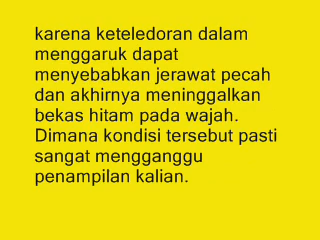 karena keteledoran dalam
menggaruk dapat
menyebabkan jerawat pecah
dan akhirnya meninggalkan
bekas hitam pada wajah.
Dimana kondisi tersebut pasti
sangat mengganggu
penampilan kalian.